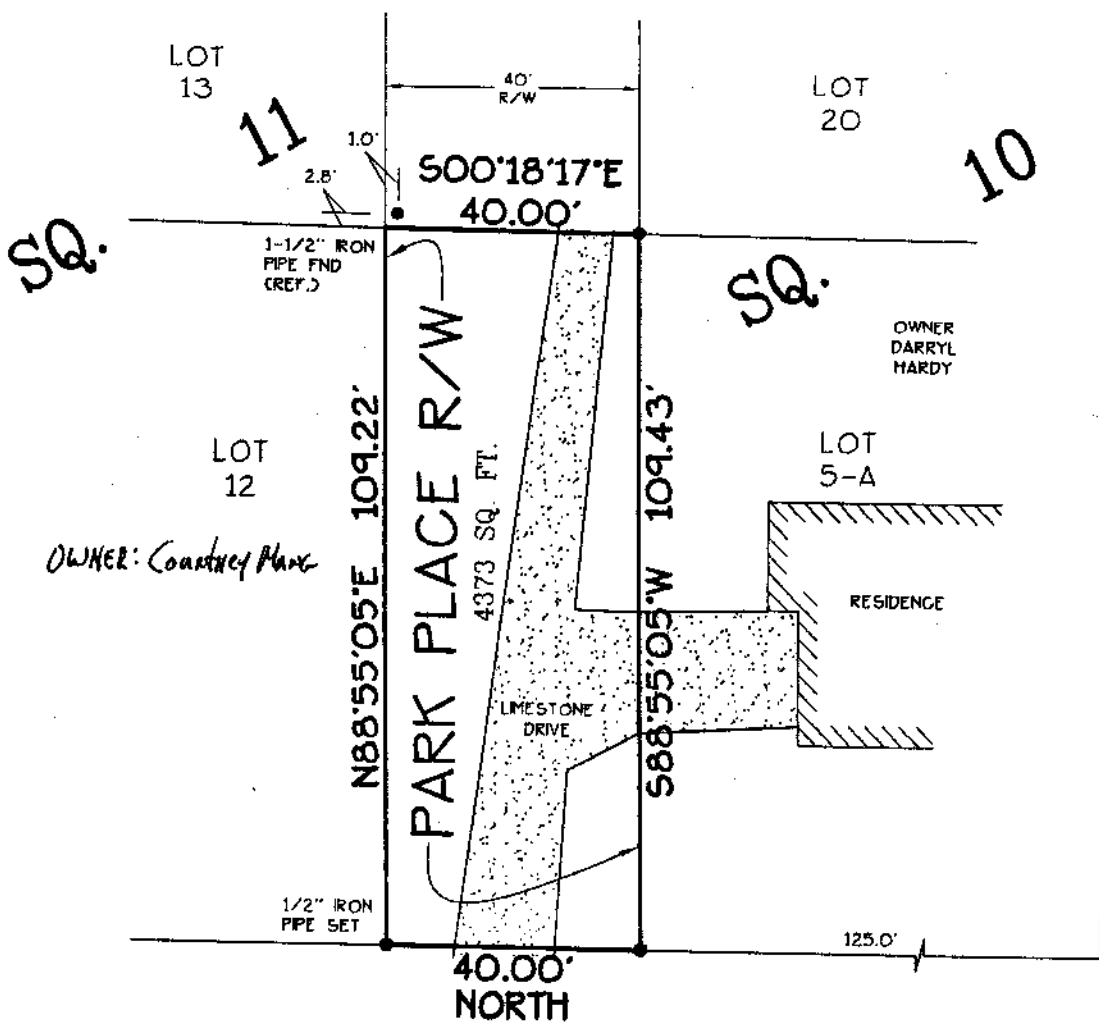 LOT
13
11
40'
R/W
LOT
20
10
1.0'
2.8'
S00°18'17"E
40.00'
SQ.
1-1/2" IRON
PIPE FND
(REF.)
SQ.
OWNER
DARRYL
HARDY
LOT
12
OWNER: Courtney
N88°55'05"E 109.22'
PARK PLACE R/W
4373 SQ. FT.
S88°55'05"W 109.43'
LOT
5-A
RESIDENCE
LIMESTONE
DRIVE
1/2" IRON
PIPE SET
125.0'
40.00'
NORTH